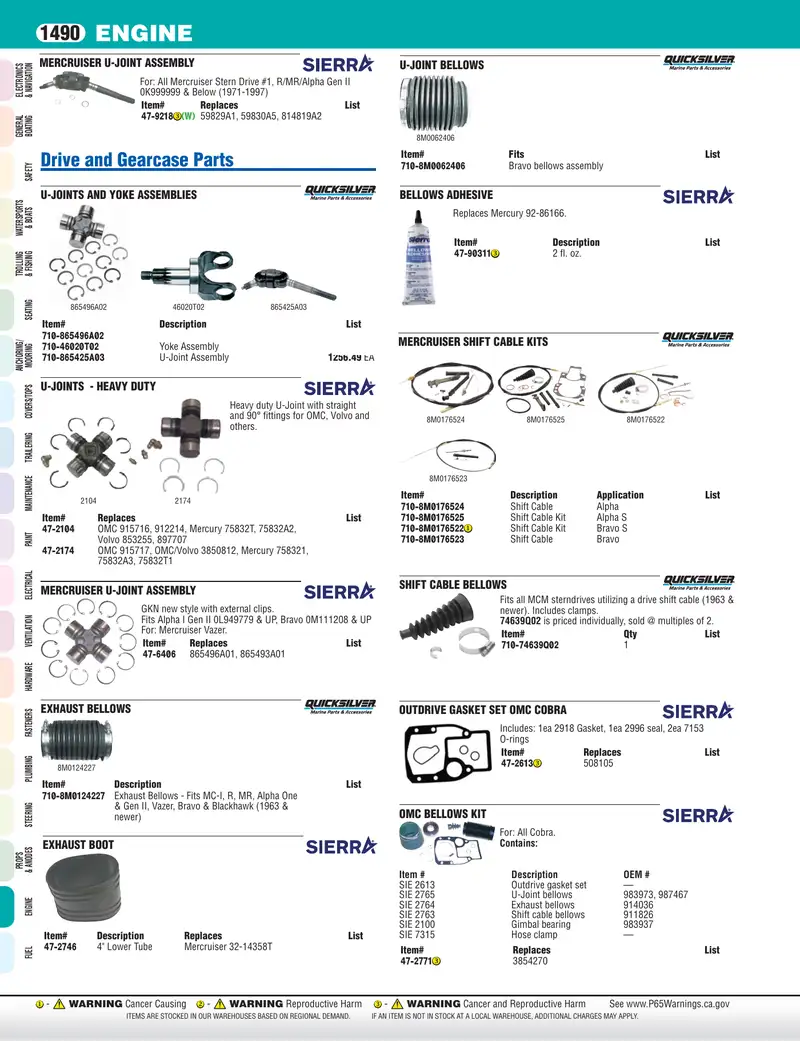 1490 ENGINE
ELECTRONICS
& NAVIGATION
GENERAL
BOATING
SAFETY
WATERSPORTS
& BOATS
TROLLING
& FISHING
SEATING
ANCHORING/
MOORING
COVERS/TOPS
TRAILERING
MAINTENANCE
PAINT
ELECTRICAL
VENTILATION
HARDWARE
FASTENERS
PLUMBING
STEERING
PROPS
& ANODES
ENGINE
FUEL
MERCRUISER U-JOINT ASSEMBLY
SIERRA
For: All Mercruiser Stern Drive #1, R/MR/Alpha Gen II
0K999999 & Below (1971-1997)
Item# Replaces List
47-9218 3 (W) 59829A1, 59830A5, 814819A2
Drive and Gearcase Parts
U-JOINTS AND YOKE ASSEMBLIES
QUICKSILVER
Marine Parts & Accessories
865496A02 46020T02 865425A03
Item# Description List
710-865496A02
710-46020T02 Yoke Assembly
710-865425A03 U-Joint Assembly 1256.49 EA
U-JOINTS - HEAVY DUTY
SIERRA
Heavy duty U-Joint with straight
and 90° fittings for OMC, Volvo and
others.
2104 2174
Item# Replaces List
47-2104 OMC 915716, 912214, Mercury 75832T, 75832A2,
Volvo 853255, 897707
47-2174 OMC 915717, OMC/Volvo 3850812, Mercury 758321,
75832A3, 75832T1
MERCRUISER U-JOINT ASSEMBLY
SIERRA
GKN new style with external clips.
Fits Alpha I Gen II 0L949779 & UP, Bravo 0M111208 & UP
For: Mercruiser Vazer.
Item# Replaces List
47-6406 865496A01, 865493A01
EXHAUST BELLOWS
QUICKSILVER
Marine Parts & Accessories
8M0124227
Item# Description List
710-8M0124227 Exhaust Bellows - Fits MC-I, R, MR, Alpha One
& Gen II, Vazer, Bravo & Blackhawk (1963 &
newer)
EXHAUST BOOT
SIERRA
Item# Description Replaces List
47-2746 4" Lower Tube Mercruiser 32-14358T
U-JOINT BELLOWS
QUICKSILVER
Marine Parts & Accessories
8M0062406
Item# Fits List
710-8M0062406 Bravo bellows assembly
BELLOWS ADHESIVE
SIERRA
Replaces Mercury 92-86166.
Sierra
Item# Description List
47-90311 3 2 fl. oz.
MERCRUISER SHIFT CABLE KITS
QUICKSILVER
Marine Parts & Accessories
8M0176524 8M0176525 8M0176522
8M0176523
Item# Description Application List
710-8M0176524 Shift Cable Alpha
710-8M0176525 Shift Cable Kit Alpha S
710-8M0176522 1 Shift Cable Kit Bravo S
710-8M0176523 Shift Cable Bravo
SHIFT CABLE BELLOWS
QUICKSILVER
Marine Parts & Accessories
Fits all MCM sterndrives utilizing a drive shift cable (1963 &
newer). Includes clamps.
74639Q02 is priced individually, sold @ multiples of 2.
Item# Qty List
710-74639Q02 1
OUTDRIVE GASKET SET OMC COBRA
SIERRA
Includes: 1ea 2918 Gasket, 1ea 2996 seal, 2ea 7153
O-rings
Item# Replaces List
47-2613 3 508105
OMC BELLOWS KIT
SIERRA
For: All Cobra.
Contains:
Item # Description OEM #
SIE 2613 Outdrive gasket set —
SIE 2765 U-Joint bellows 983973, 987467
SIE 2764 Exhaust bellows 914036
SIE 2763 Shift cable bellows 911826
SIE 2100 Gimbal bearing 983937
SIE 7315 Hose clamp —
Item# Replaces List
47-2771 3 3854270
1 - WARNING Cancer Causing 2 - WARNING Reproductive Harm 3 - WARNING Cancer and Reproductive Harm See www.P65Warnings.ca.gov
ITEMS ARE STOCKED IN OUR WAREHOUSES BASED ON REGIONAL DEMAND. IF AN ITEM IS NOT IN STOCK AT A LOCAL WAREHOUSE, ADDITIONAL CHARGES MAY APPLY.